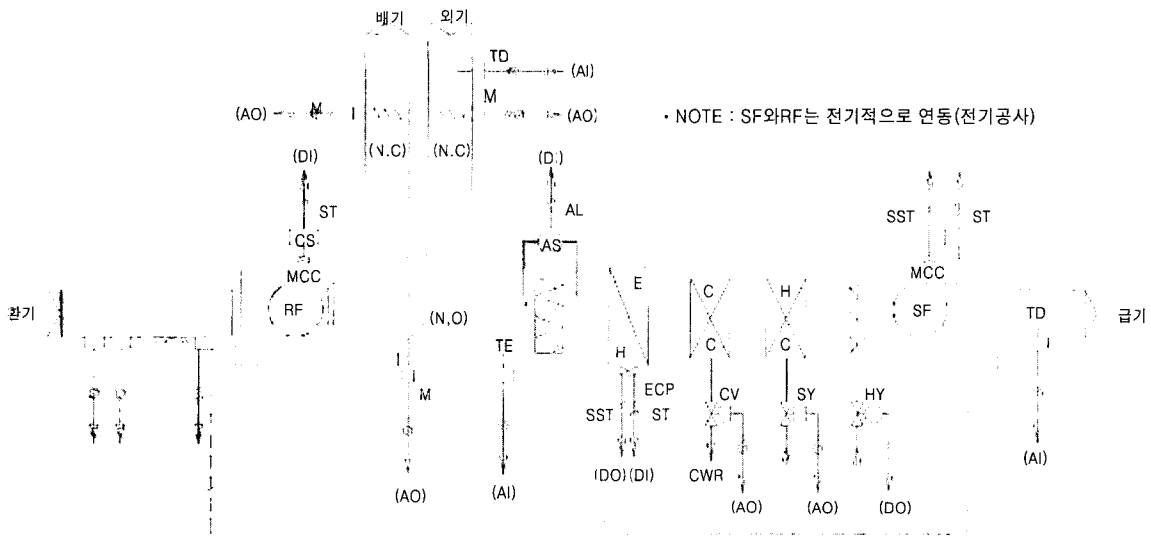 배기 외기
TD (AI)
(AO) M M (AO)
• NOTE : SF와RF는 전기적으로 연동(전기공사)
(N.C) (N.C)
(DI) (DI)
ST AL SST ST
CS AS
MCC MCC
E C H
환기 RF (N,O) SF TD 급기
TE H C C
M ECP CV SY HY
SST ST
(AO) (AI) (DO)(DI) CWR (AI)
(AO) (AO) (DO)